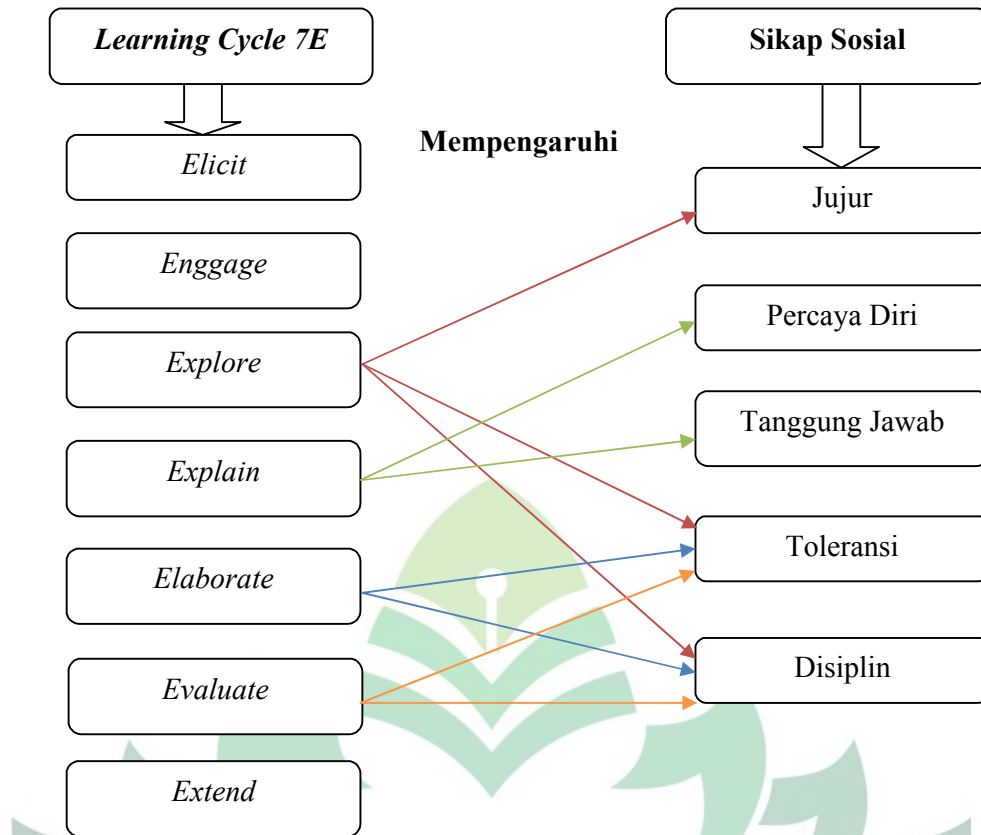 Learning Cycle 7E
Sikap Sosial
Mempengaruhi
Elicit
Enggage
Explore
Explain
Elaborate
Evaluate
Extend
Jujur
Percaya Diri
Tanggung Jawab
Toleransi
Disiplin